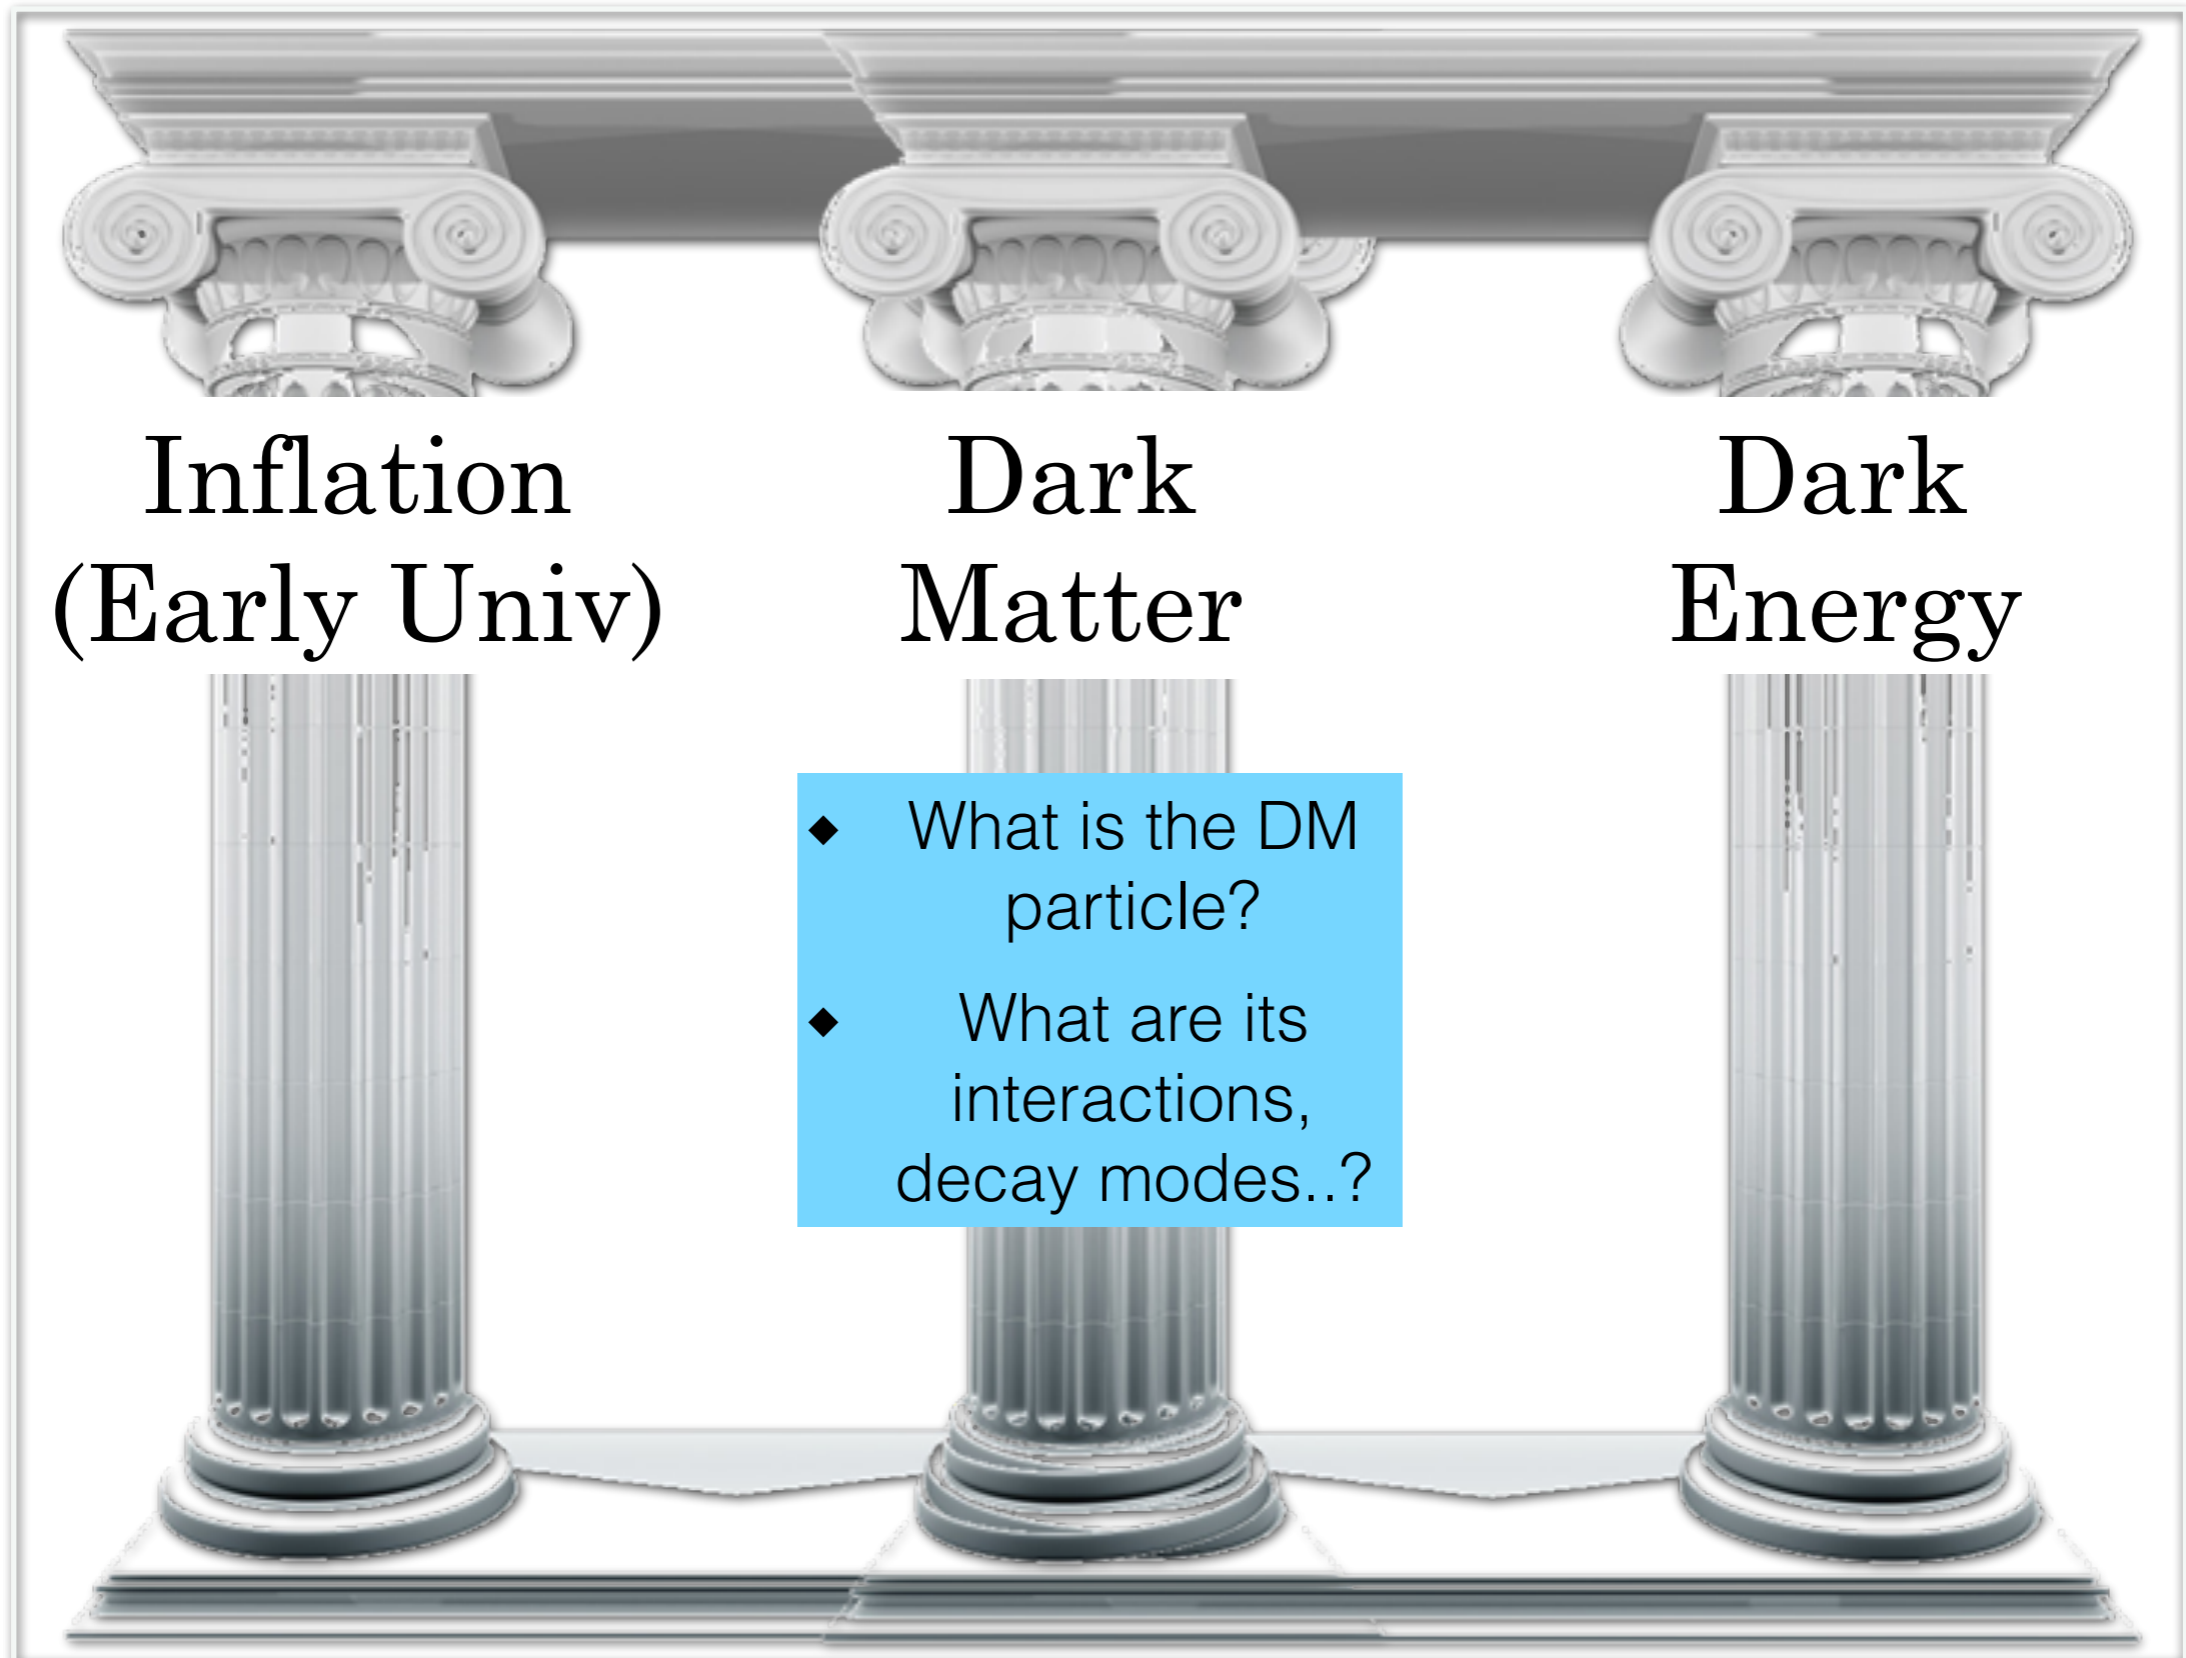 Inflation
(Early Univ)
Dark
Matter
Dark
Energy
◆ What is the DM
particle?
◆ What are its
interactions,
decay modes..?